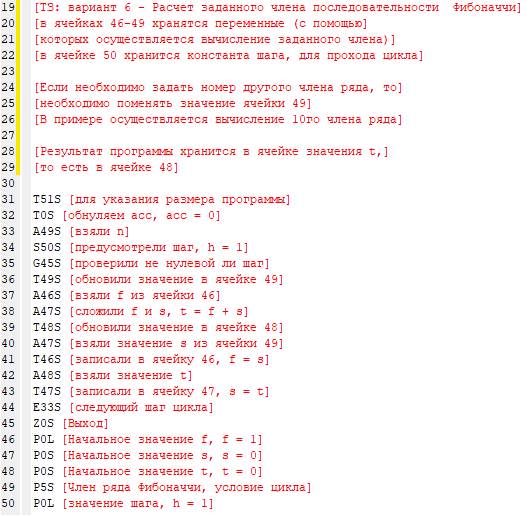 19 [ТЗ: вариант 6 - Расчет заданного члена последовательности Фибоначчи]
20 [в ячейках 46-49 хранятся переменные (с помощью]
21 [которых осуществляется вычисление заданного члена)]
22 [в ячейке 50 хранится константа шага, для прохода цикла]
23
24 [Если необходимо задать номер другого члена ряда, то]
25 [необходимо поменять значение ячейки 49]
26 [В примере осуществляется вычисление 10го члена ряда]
27
28 [Результат программы хранится в ячейке значения t,]
29 [то есть в ячейке 48]
30
31 T51S [для указания размера программы]
32 T0S [обнуляем acc, acc = 0]
33 A49S [взяли n]
34 S50S [предусмотрели шаг, h = 1]
35 G45S [проверили не нулевой ли шаг]
36 T49S [обновили значение в ячейке 49]
37 A46S [взяли f из ячейки 46]
38 A47S [сложили f и s, t = f + s]
39 T48S [обновили значение в ячейке 48]
40 A47S [взяли значение s из ячейки 49]
41 T46S [записали в ячейку 46, f = s]
42 A48S [взяли значение t]
43 T47S [записали в ячейку 47, s = t]
44 E33S [следующий шаг цикла]
45 Z0S [Выход]
46 P0L [Начальное значение f, f = 1]
47 P0S [Начальное значение s, s = 0]
48 P0S [Начальное значение t, t = 0]
49 P5S [Член ряда Фибоначчи, условие цикла]
50 P0L [значение шага, h = 1]